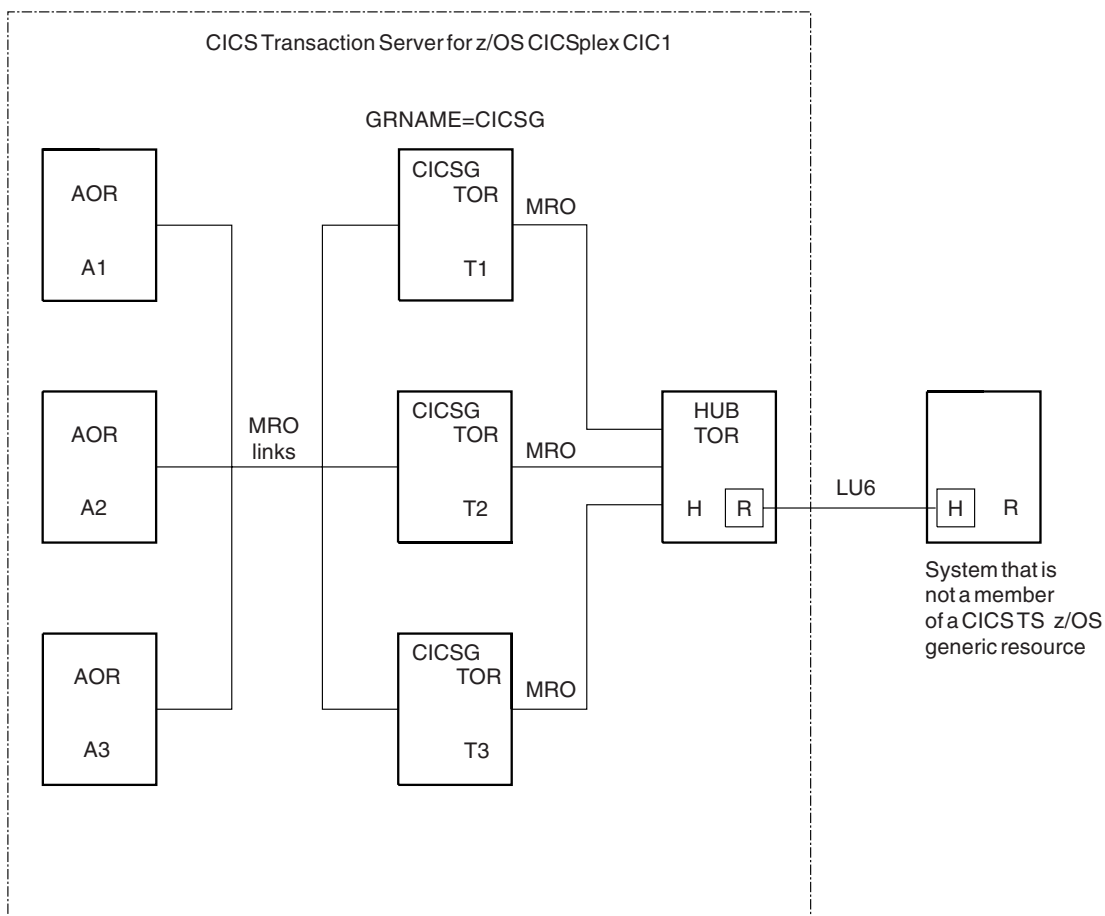 CICS Transaction Server for z/OS CICSplex CIC1
GRNAME=CICSG
AOR
A1
CICSG
TOR
T1
MRO
AOR
A2
MRO
links
CICSG
TOR
T2
MRO
HUB
TOR
H
R
LU6
H
R
System that is
not a member
of a CICS TS z/OS
generic resource
AOR
A3
CICSG
TOR
T3
MRO